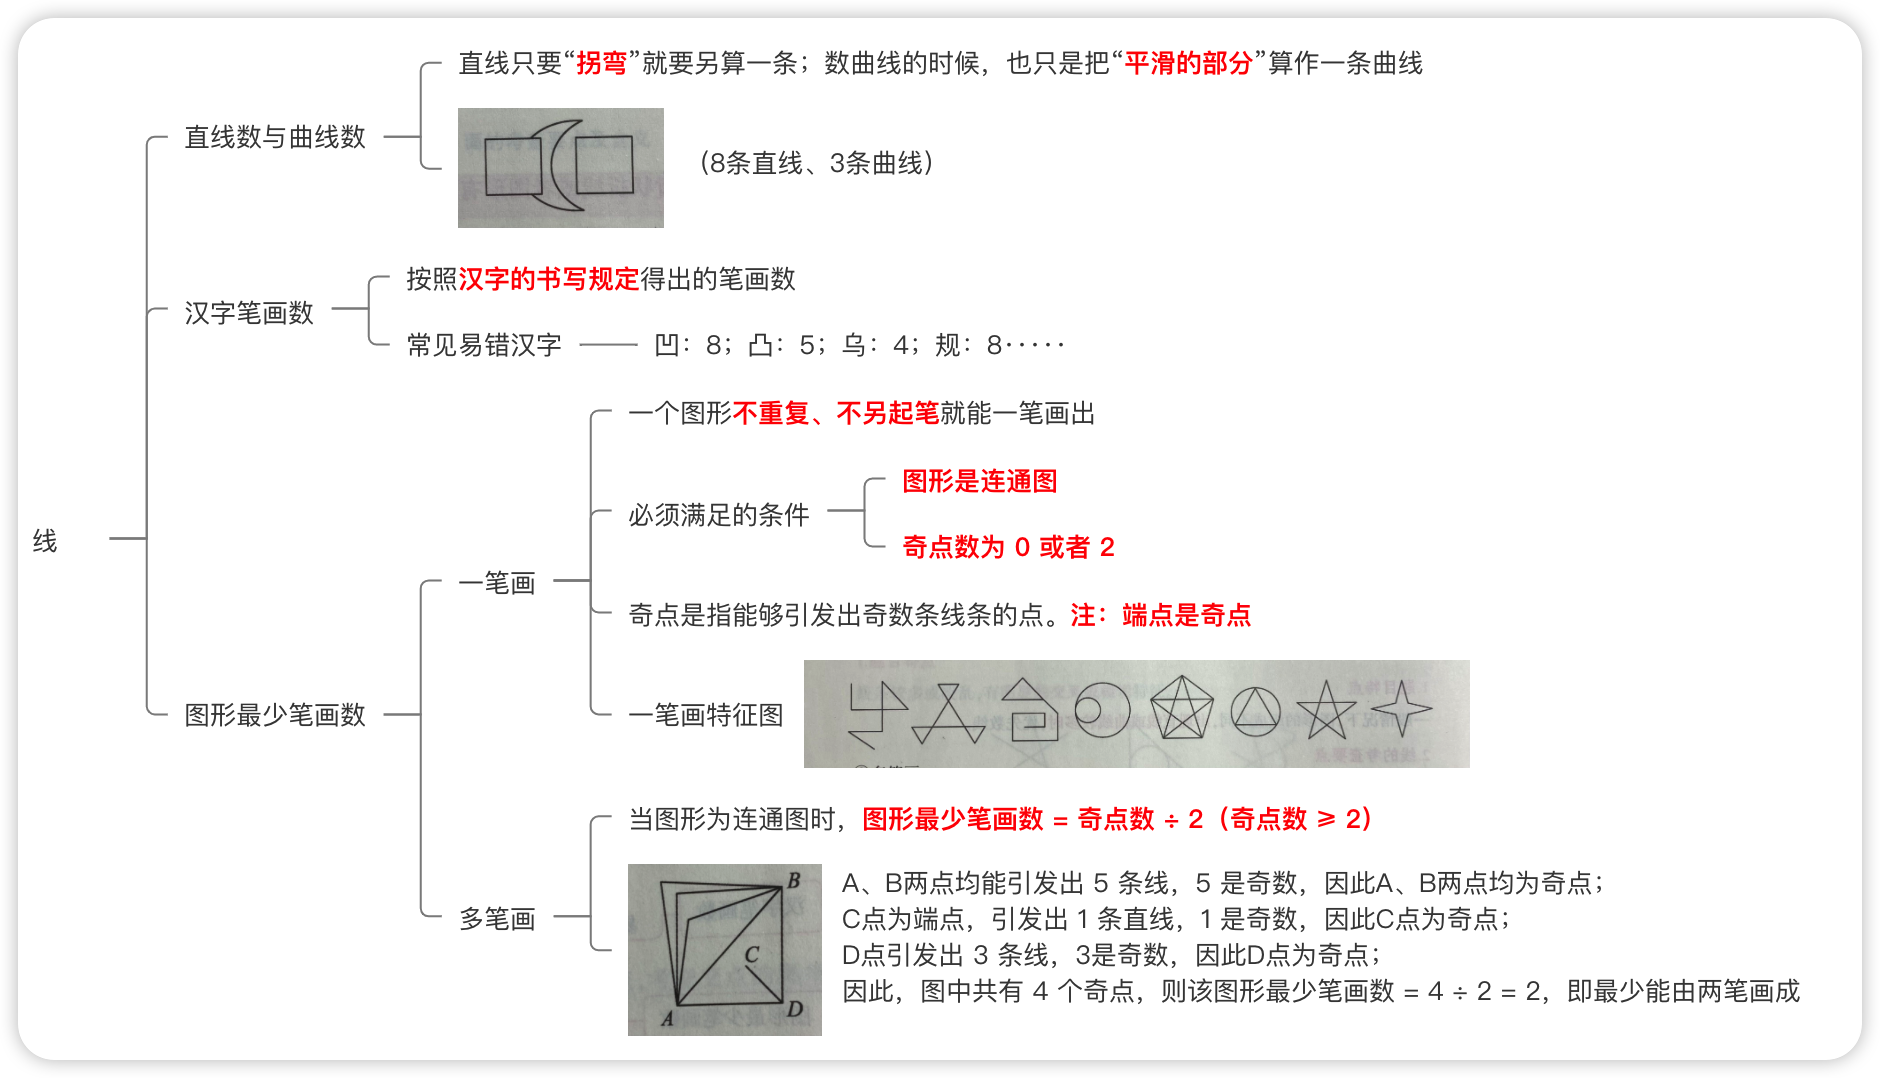 直线只要“拐弯”就要另算一条；数曲线的时候，也只是把“平滑的部分”算作一条曲线
直线数与曲线数
（8条直线、3条曲线）
按照汉字的书写规定得出的笔画数
汉字笔画数
常见易错汉字
凹：8；凸：5；乌：4；规：8·····
一个图形不重复、不另起笔就能一笔画出
图形是连通图
必须满足的条件
奇点数为 0 或者 2
线
一笔画
奇点是指能够引发出奇数条线条的点。注：端点是奇点
图形最少笔画数
一笔画特征图
当图形为连通图时，图形最少笔画数 = 奇点数 ÷ 2（奇点数 ≥ 2）
多笔画
B
C
D
A
A、B两点均能引发出 5 条线，5 是奇数，因此A、B两点均为奇点；
C点为端点，引发出 1 条直线，1 是奇数，因此C点为奇点；
D点引发出 3 条线，3是奇数，因此D点为奇点；
因此，图中共有 4 个奇点，则该图形最少笔画数 = 4 ÷ 2 = 2，即最少能由两笔画成